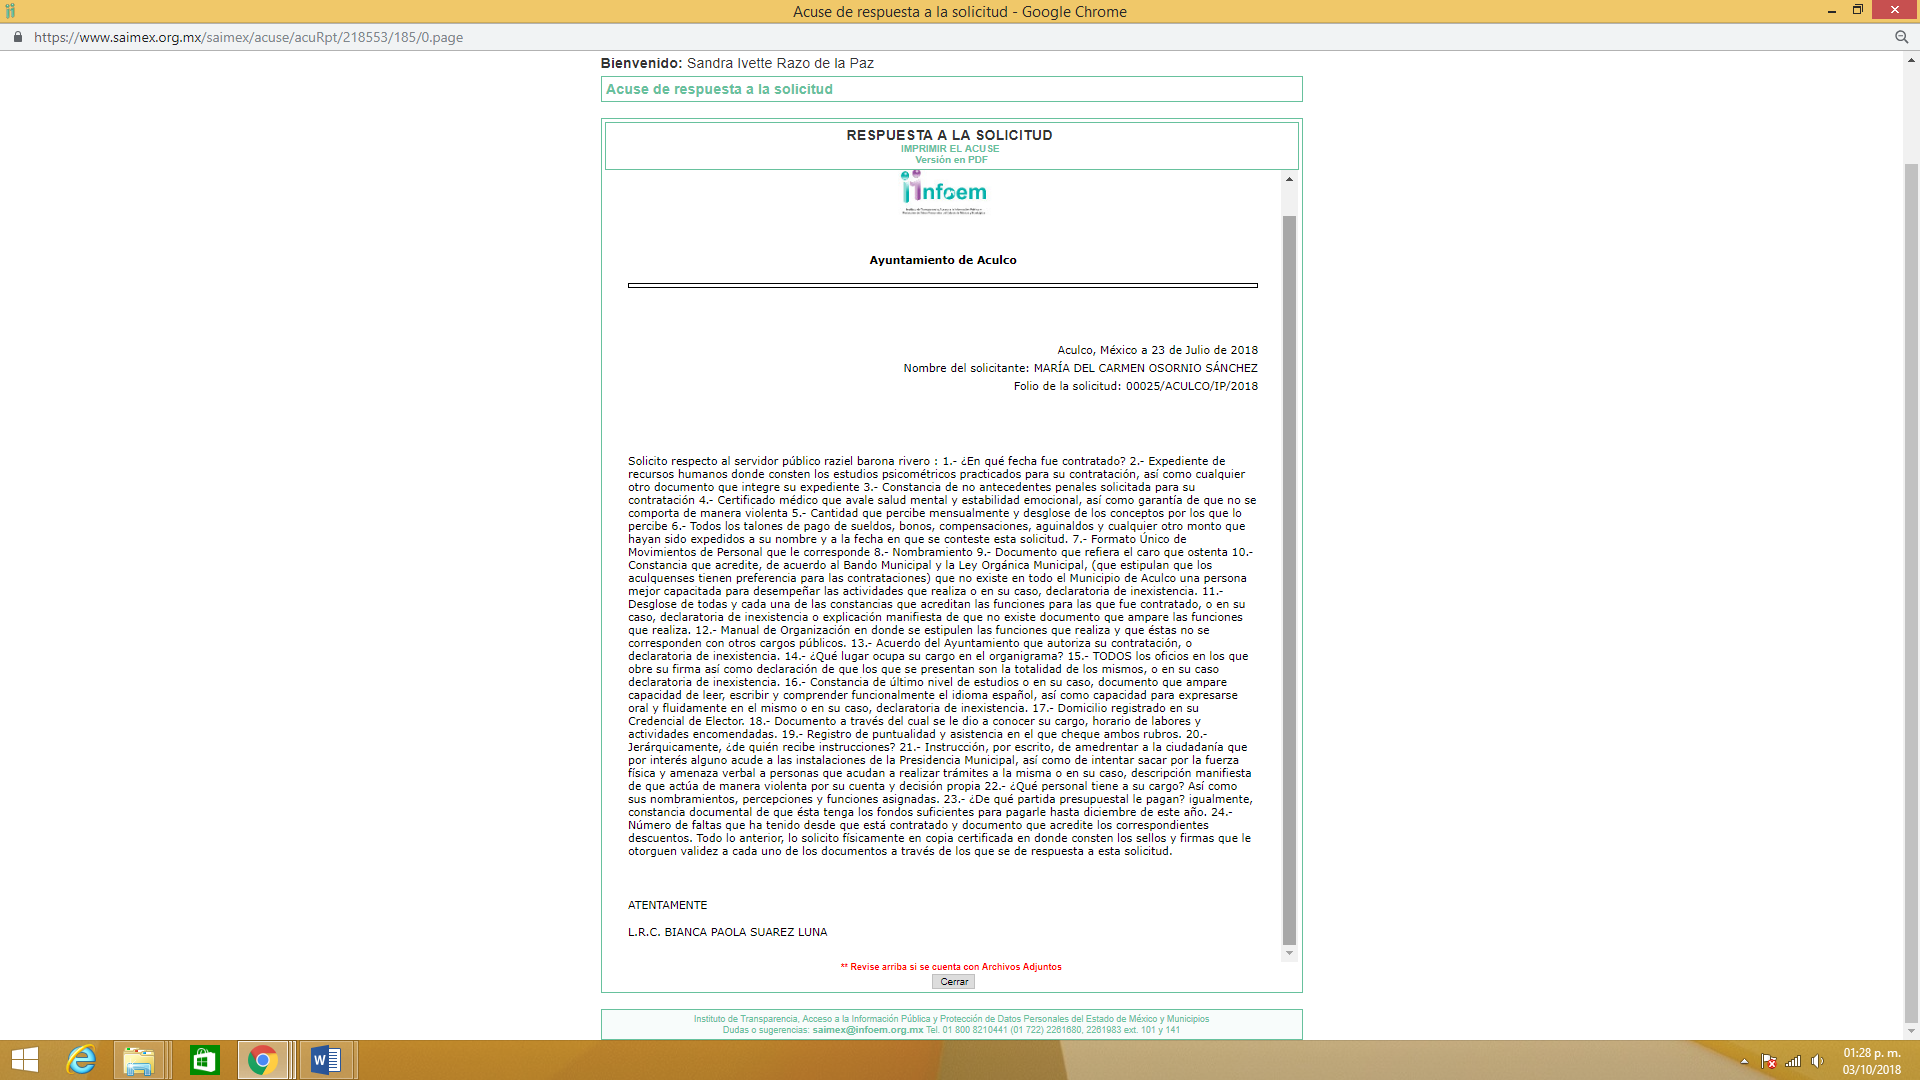 Acuse de respuesta a la solicitud - Google Chrome
https://www.saimex.org.mx/saimex/acuse/acuRpt/218553/185/0.page
Bienvenido: Sandra Ivette Razo de la Paz
Acuse de respuesta a la solicitud
RESPUESTA A LA SOLICITUD
IMPRIMIR EL ACUSE
Versión en PDF
infoem
Ayuntamiento de Aculco
Aculco, México a 23 de Julio de 2018
Nombre del solicitante: MARÍA DEL CARMEN OSORNIO SÁNCHEZ
Folio de la solicitud: 00025/ACULCO/IP/2018
Solicito respecto al servidor público raziel barona rivero : 1.- ¿En qué fecha fue contratado? 2.- Expediente de
recursos humanos donde consten los estudios psicométricos practicados para su contratación, así como cualquier
otro documento que integre su expediente 3.- Constancia de no antecedentes penales solicitada para su
contratación 4.- Certificado médico que avale salud mental y estabilidad emocional, así como garantía de que no se
comporta de manera violenta 5.- Cantidad que percibe mensualmente y desglose de los conceptos por los que lo
percibe 6.- Todos los talones de pago de sueldos, bonos, compensaciones, aguinaldos y cualquier otro monto que
hayan sido expedidos a su nombre y a la fecha en que se conteste esta solicitud. 7.- Formato Único de
Movimientos de Personal que le corresponde 8.- Nombramiento 9.- Documento que refiera el caro que ostenta 10.-
Constancia que acredite, de acuerdo al Bando Municipal y la Ley Orgánica Municipal, (que estipulan que los
aculquenses tienen preferencia para las contrataciones) que no existe en todo el Municipio de Aculco una persona
mejor capacitada para desempeñar las actividades que realiza o en su caso, declaratoria de inexistencia. 11.-
Desglose de todas y cada una de las constancias que acreditan las funciones para las que fue contratado, o en su
caso, declaratoria de inexistencia o explicación manifiesta de que no existe documento que ampare las funciones
que realiza. 12.- Manual de Organización en donde se estipulen las funciones que realiza y que éstas no se
corresponden con otros cargos públicos. 13.- Acuerdo del Ayuntamiento que autoriza su contratación, o
declaratoria de inexistencia. 14.- ¿Qué lugar ocupa su cargo en el organigrama? 15.- TODOS los oficios en los que
obre su firma así como declaración de que los que se presentan son la totalidad de los mismos, o en su caso
declaratoria de inexistencia. 16.- Constancia de último nivel de estudios o en su caso, documento que ampare
capacidad de leer, escribir y comprender funcionalmente el idioma español, así como capacidad para expresarse
oral y fluidamente en el mismo o en su caso, declaratoria de inexistencia. 17.- Domicilio registrado en su
Credencial de Elector. 18.- Documento a través del cual se le dio a conocer su cargo, horario de labores y
actividades encomendadas. 19.- Registro de puntualidad y asistencia en el que cheque ambos rubros. 20.-
Jerárquicamente, ¿de quién recibe instrucciones? 21.- Instrucción, por escrito, de amedrentar a la ciudadanía que
por interés alguno acude a las instalaciones de la Presidencia Municipal, así como de intentar sacar por la fuerza
física y amenaza verbal a personas que acudan a realizar trámites a la misma o en su caso, descripción manifiesta
de que actúa de manera violenta por su cuenta y decisión propia 22.- ¿Qué personal tiene a su cargo? Así como
sus nombramientos, percepciones y funciones asignadas. 23.- ¿De qué partida presupuestal le pagan? igualmente,
constancia documental de que ésta tenga los fondos suficientes para pagarle hasta diciembre de este año. 24.-
Número de faltas que ha tenido desde que está contratado y documento que acredite los correspondientes
descuentos. Todo lo anterior, lo solicito físicamente en copia certificada en donde consten los sellos y firmas que le
otorguen validez a cada uno de los documentos a través de los que se de respuesta a esta solicitud.
ATENTAMENTE
L.R.C. BIANCA PAOLA SUAREZ LUNA
** Revise arriba si se cuenta con Archivos Adjuntos
Cerrar
Instituto de Transparencia, Acceso a la Información Pública y Protección de Datos Personales del Estado de México y Municipios
Dudas o sugerencias: saimex@infoem.org.mx Tel. 01 800 8210441 (01 722) 2261680, 2261983 ext. 101 y 141
01:28 p. m.
03/10/2018